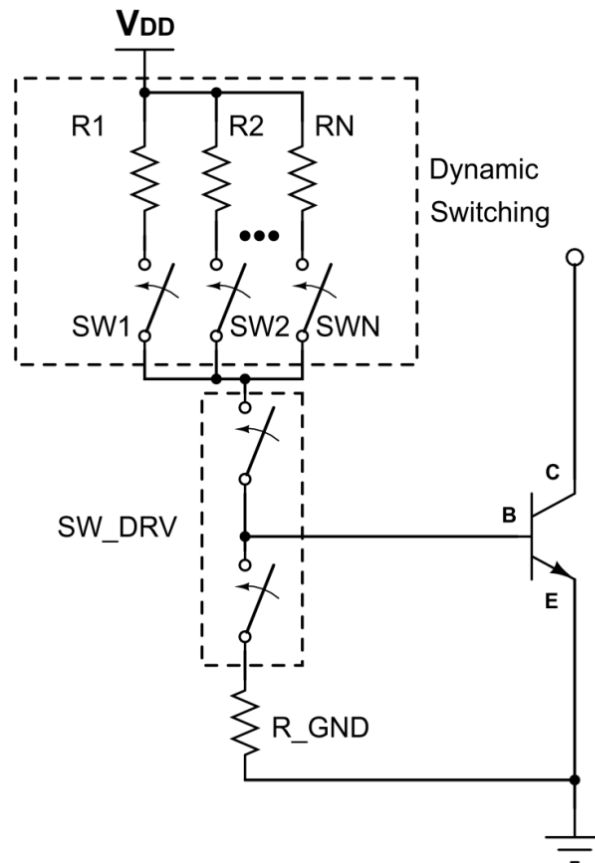 VDD
R1
R2
RN
Dynamic
Switching
SW1
SW2
SWN
SW_DRV
C
B
E
R_GND